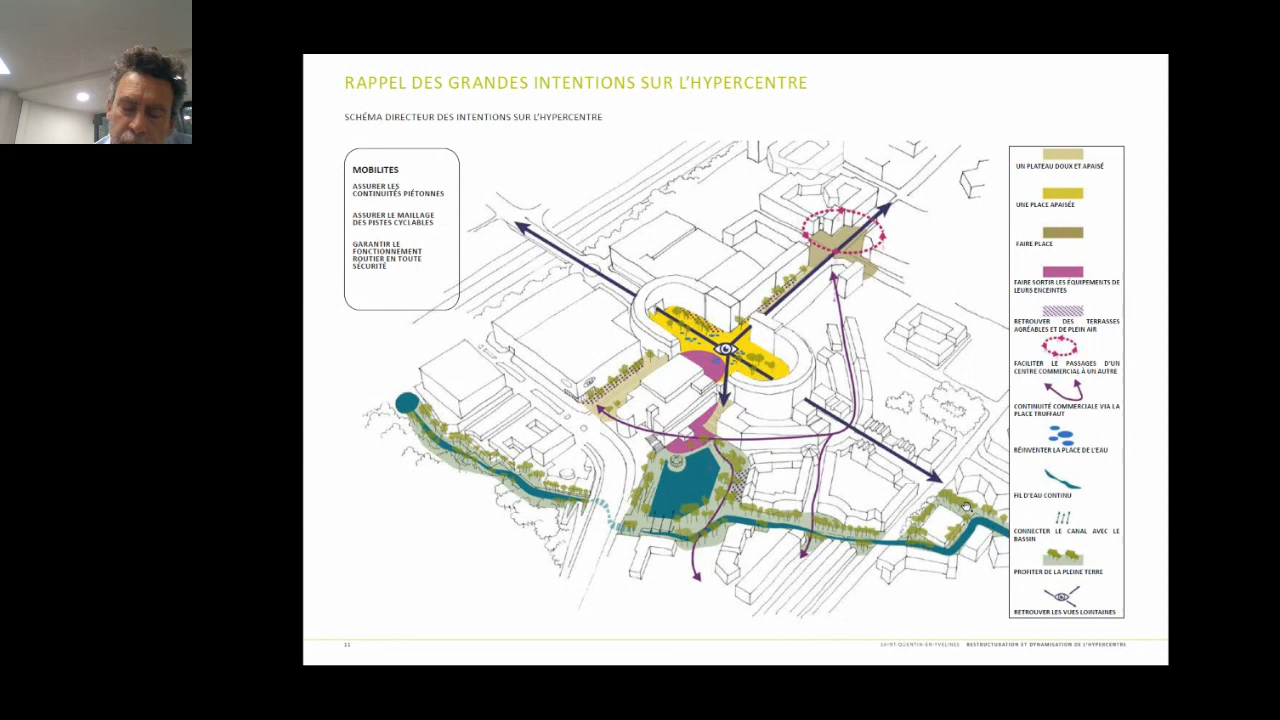 RAPPEL DES GRANDES INTENTIONS SUR L'HYPERCENTRE
SCHÉMA DIRECTEUR DES INTENTIONS SUR L'HYPERCENTRE
MOBILITES
ASSURER LES
CONTINUITÉS PIÉTONNES
ASSURER LE MAILLAGE
DES PISTES CYCLABLES
GARANTIR LE
FONCTIONNEMENT
ROUTIER EN TOUTE
SÉCURITÉ
UN PLATEAU DOUX ET APAISÉ
UNE PLACE APAISÉE
FAIRE PLACE
FAIRE SORTIR LES ÉQUIPEMENTS DE
LEURS ENCEINTES
RETROUVER DES TERRASSES
AGRÉABLES ET DE PLEIN AIR
FACILITER LE PASSAGES D'UN
CENTRE COMMERCIAL À UN AUTRE
CONTINUITÉ COMMERCIALE VIA LA
PLACE TRUFFAUT
RÉINVENTER LA PLACE DE L'EAU
FIL D'EAU CONTINU
CONNECTER LE CANAL AVEC LE
BASSIN
PROFITER DE LA PLEINE TERRE
RETROUVER LES VUES LOINTAINES
11
SAINT-QUENTIN-EN-YVELINES RESTRUCTURATION ET DYNAMISATION DE L'HYPERCENTRE